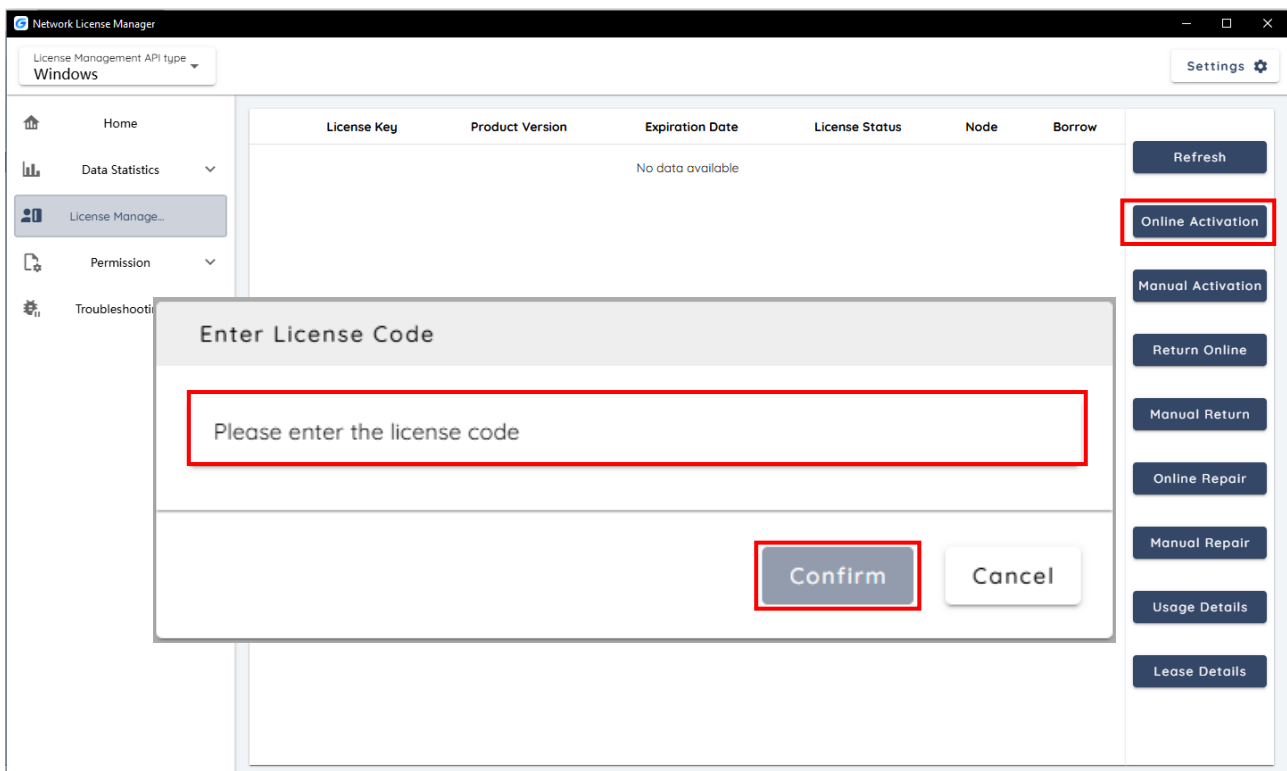 Network License Manager
License Management API type
Windows
Settings
Home
Data Statistics
License Manage...
Permission
Troubleshooti
License Key Product Version Expiration Date License Status Node Borrow
No data available
Refresh
Online Activation
Manual Activation
Return Online
Manual Return
Online Repair
Manual Repair
Usage Details
Lease Details
Enter License Code
Please enter the license code
Confirm Cancel